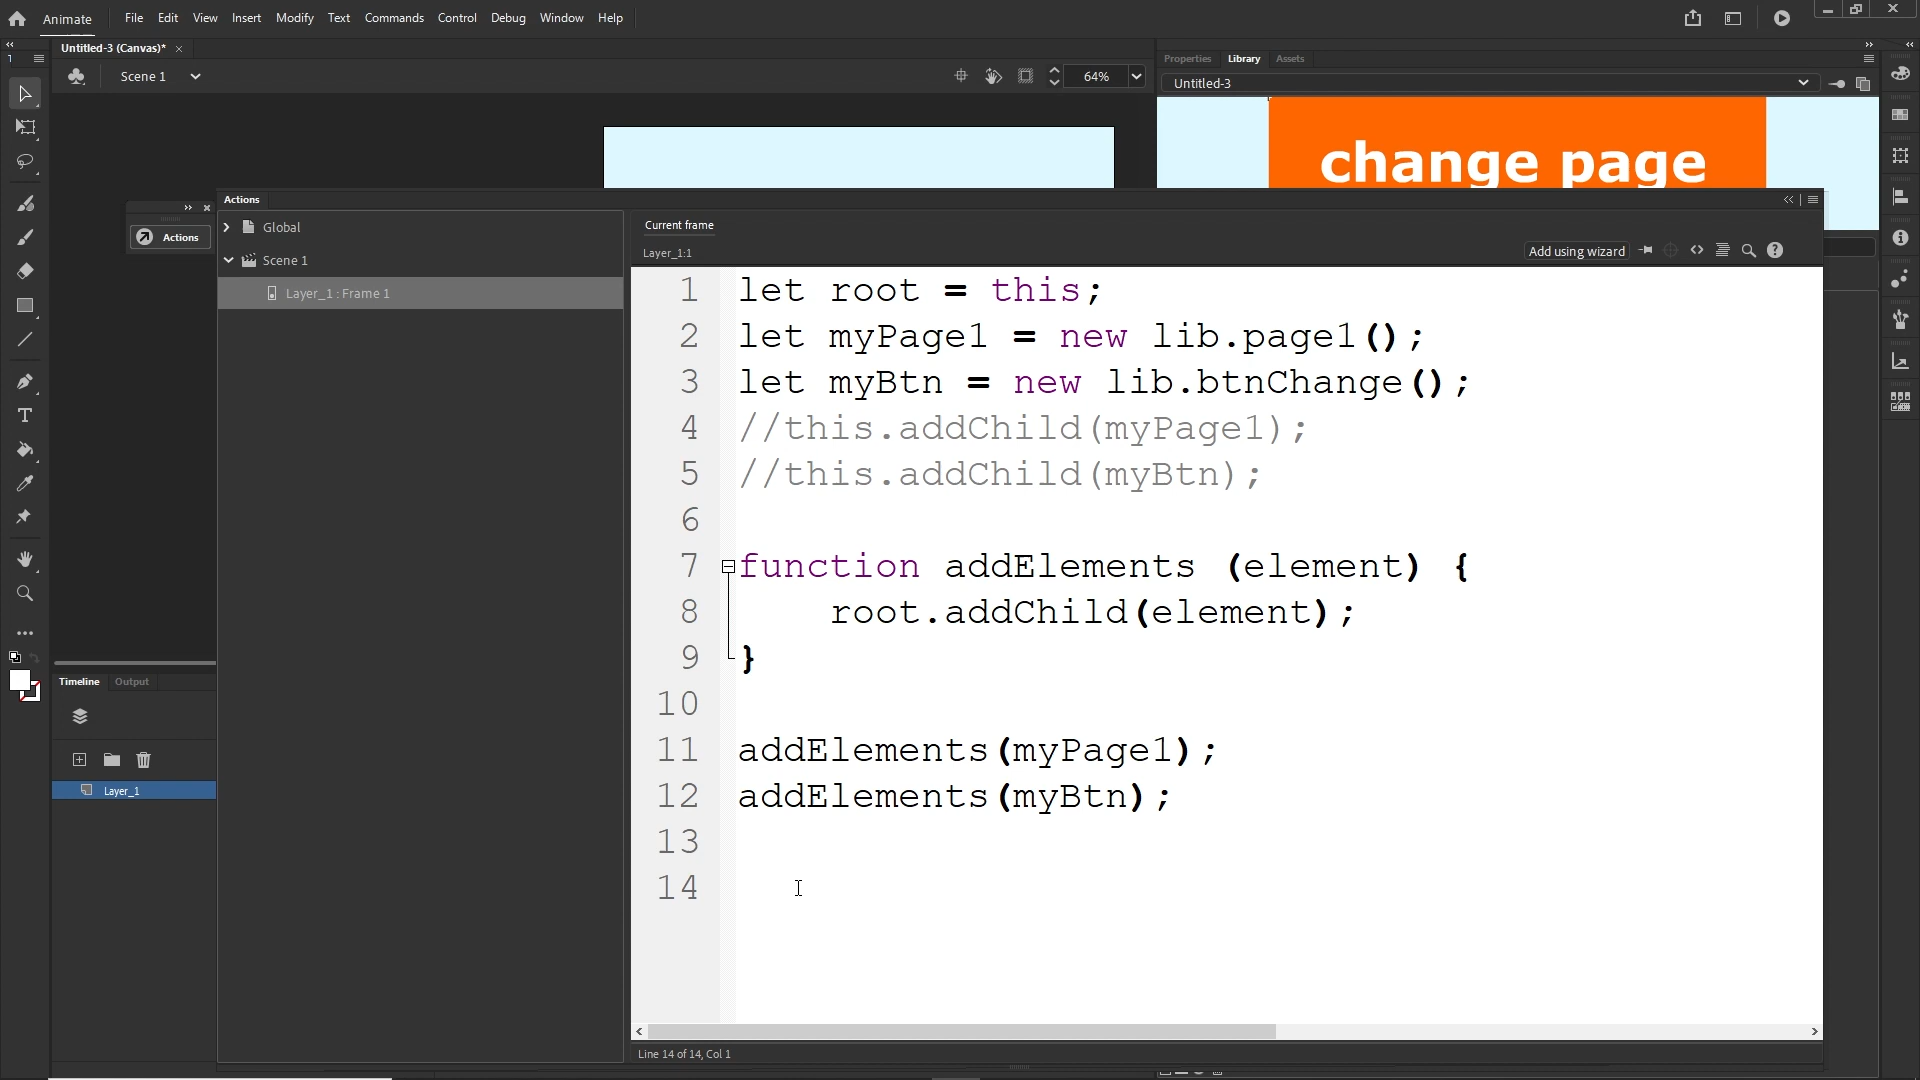 Animate File Edit View Insert Modify Text Commands Control Debug Window Help
Untitled-3 (Canvas)*
Scene 1
64%
Properties Library Assets
Untitled-3
change page
Actions
Actions
Global
Scene 1
Layer_1 : Frame 1
Current frame
Layer_1:1
Add using wizard
1 let root = this;
2 let myPage1 = new lib.page1();
3 let myBtn = new lib.btnChange();
4 //this.addChild(myPage1);
5 //this.addChild(myBtn);
6
7 function addElements (element) {
8 root.addChild(element);
9 }
10
11 addElements(myPage1);
12 addElements(myBtn);
13
14
Line 14 of 14, Col 1
Timeline Output
Layer_1